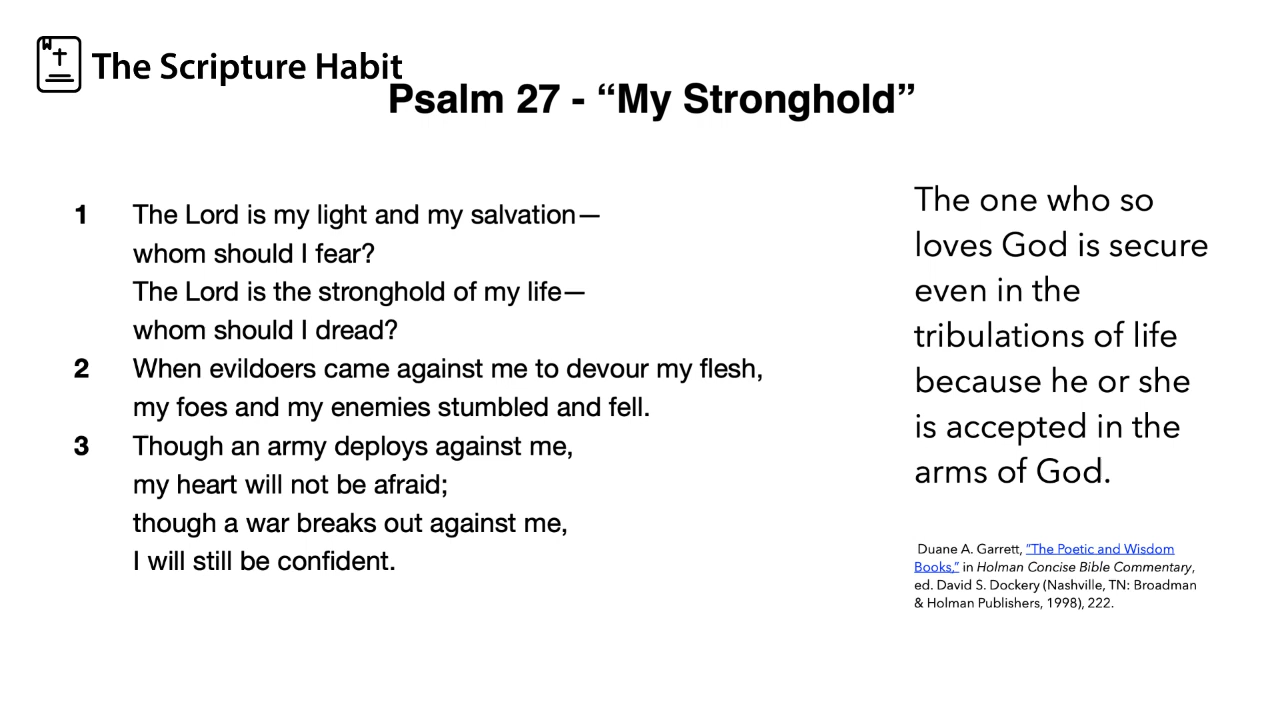 The Scripture Habit
Psalm 27 - “My Stronghold”
1 The Lord is my light and my salvation—
whom should I fear?
The Lord is the stronghold of my life—
whom should I dread?
2 When evildoers came against me to devour my flesh,
my foes and my enemies stumbled and fell.
3 Though an army deploys against me,
my heart will not be afraid;
though a war breaks out against me,
I will still be confident.
The one who so
loves God is secure
even in the
tribulations of life
because he or she
is accepted in the
arms of God.
Duane A. Garrett, “The Poetic and Wisdom
Books,” in Holman Concise Bible Commentary,
ed. David S. Dockery (Nashville, TN: Broadman
& Holman Publishers, 1998), 222.